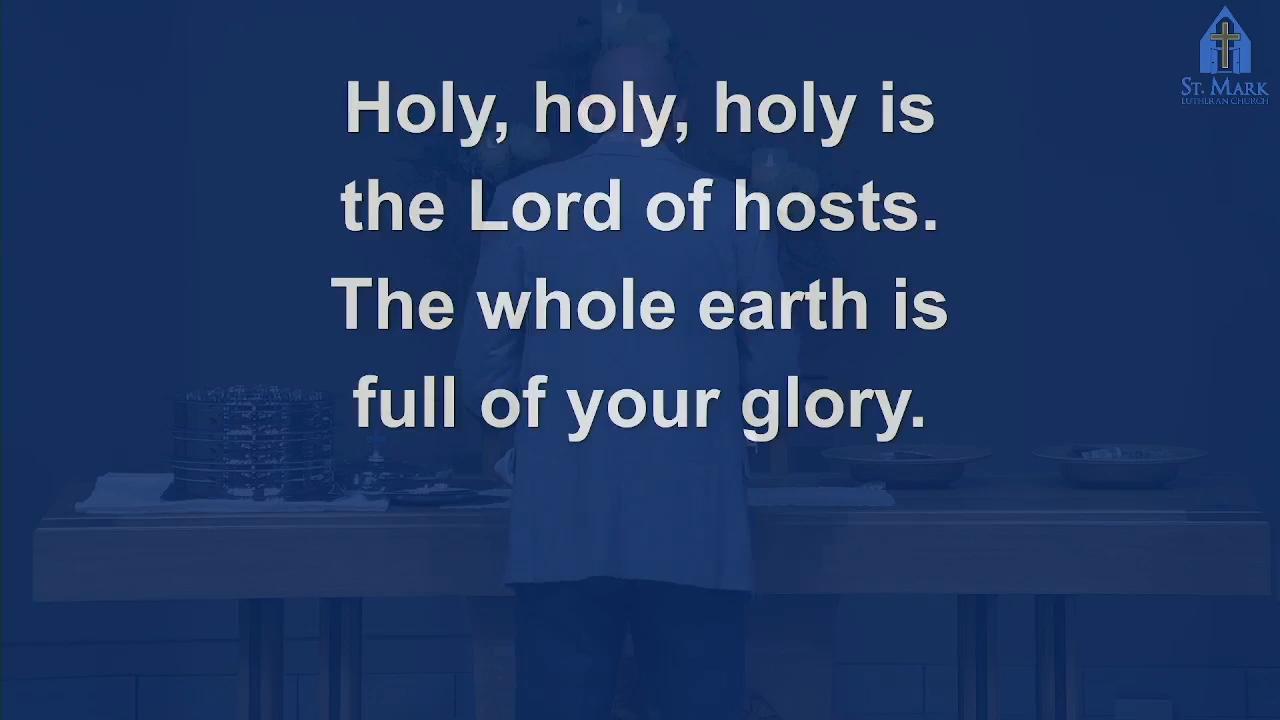 Holy, holy, holy is
the Lord of hosts.
The whole earth is
full of your glory.
St. Mark
Lutheran Church